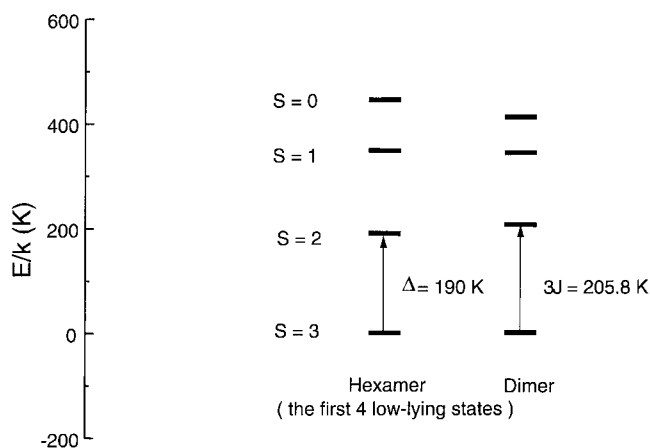 600
400
200
0
-200
E/k (K)
S = 0
S = 1
S = 2
S = 3
Δ= 190 K
3J = 205.8 K
Hexamer
Dimer
( the first 4 low-lying states )